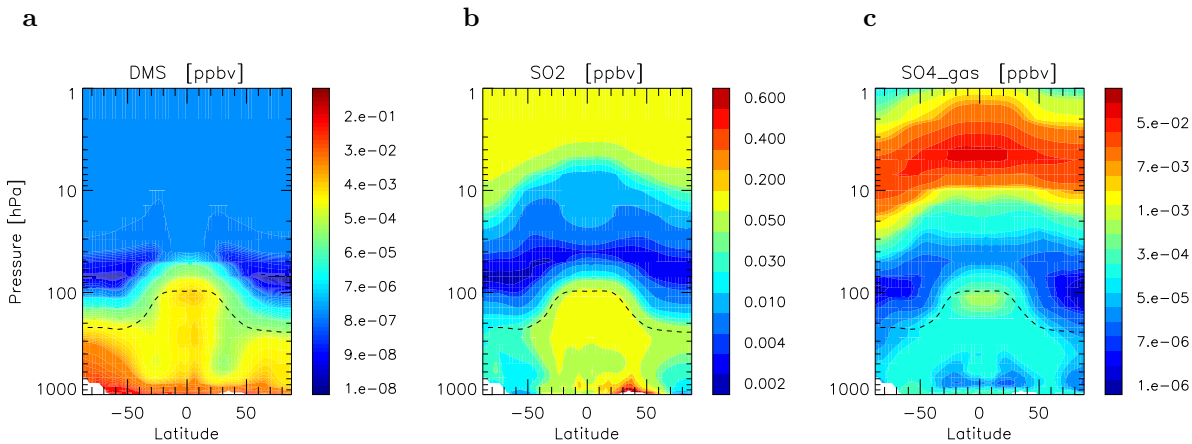 a
b
c
DMS [ppbv]
SO2 [ppbv]
SO4_gas [ppbv]
Pressure [hPa]
1
10
100
1000
−50
0
50
Latitude
2.e−01
3.e−02
4.e−03
5.e−04
6.e−05
7.e−06
8.e−07
9.e−08
1.e−08
1
10
100
1000
−50
0
50
Latitude
0.600
0.400
0.200
0.050
0.030
0.010
0.004
0.002
1
10
100
1000
−50
0
50
Latitude
5.e−02
7.e−03
1.e−03
3.e−04
5.e−05
7.e−06
1.e−06